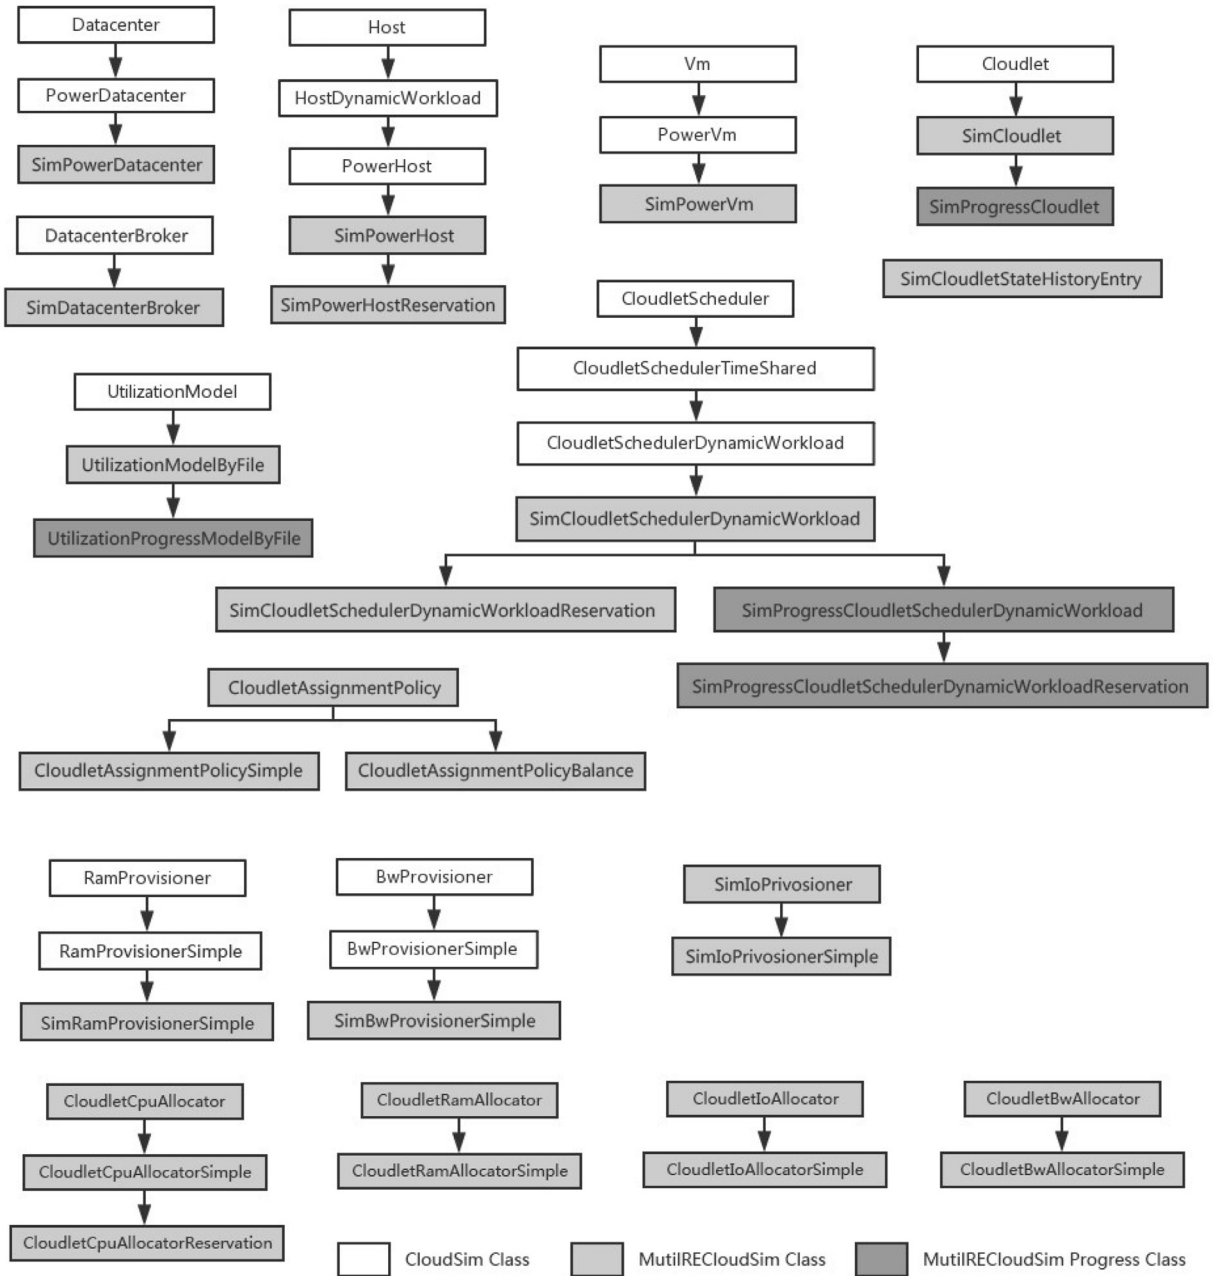 Datacenter
PowerDatacenter
SimPowerDatacenter
DatacenterBroker
SimDatacenterBroker
Host
HostDynamicWorkload
PowerHost
SimPowerHost
SimPowerHostReservation
Vm
PowerVm
SimPowerVm
Cloudlet
SimCloudlet
SimProgressCloudlet
SimCloudletStateHistoryEntry
UtilizationModel
UtilizationModelByFile
UtilizationProgressModelByFile
CloudletScheduler
CloudletSchedulerTimeShared
CloudletSchedulerDynamicWorkload
SimCloudletSchedulerDynamicWorkload
SimCloudletSchedulerDynamicWorkloadReservation
SimProgressCloudletSchedulerDynamicWorkload
SimProgressCloudletSchedulerDynamicWorkloadReservation
CloudletAssignmentPolicy
CloudletAssignmentPolicySimple
CloudletAssignmentPolicyBalance
RamProvisioner
RamProvisionerSimple
SimRamProvisionerSimple
BwProvisioner
BwProvisionerSimple
SimBwProvisionerSimple
SimIoPrivosioner
SimIoPrivosionerSimple
CloudletCpuAllocator
CloudletCpuAllocatorSimple
CloudletCpuAllocatorReservation
CloudletRamAllocator
CloudletRamAllocatorSimple
CloudletIoAllocator
CloudletIoAllocatorSimple
CloudletBwAllocator
CloudletBwAllocatorSimple
CloudSim Class
MutilRECloudSim Class
MutilRECloudSim Progress Class